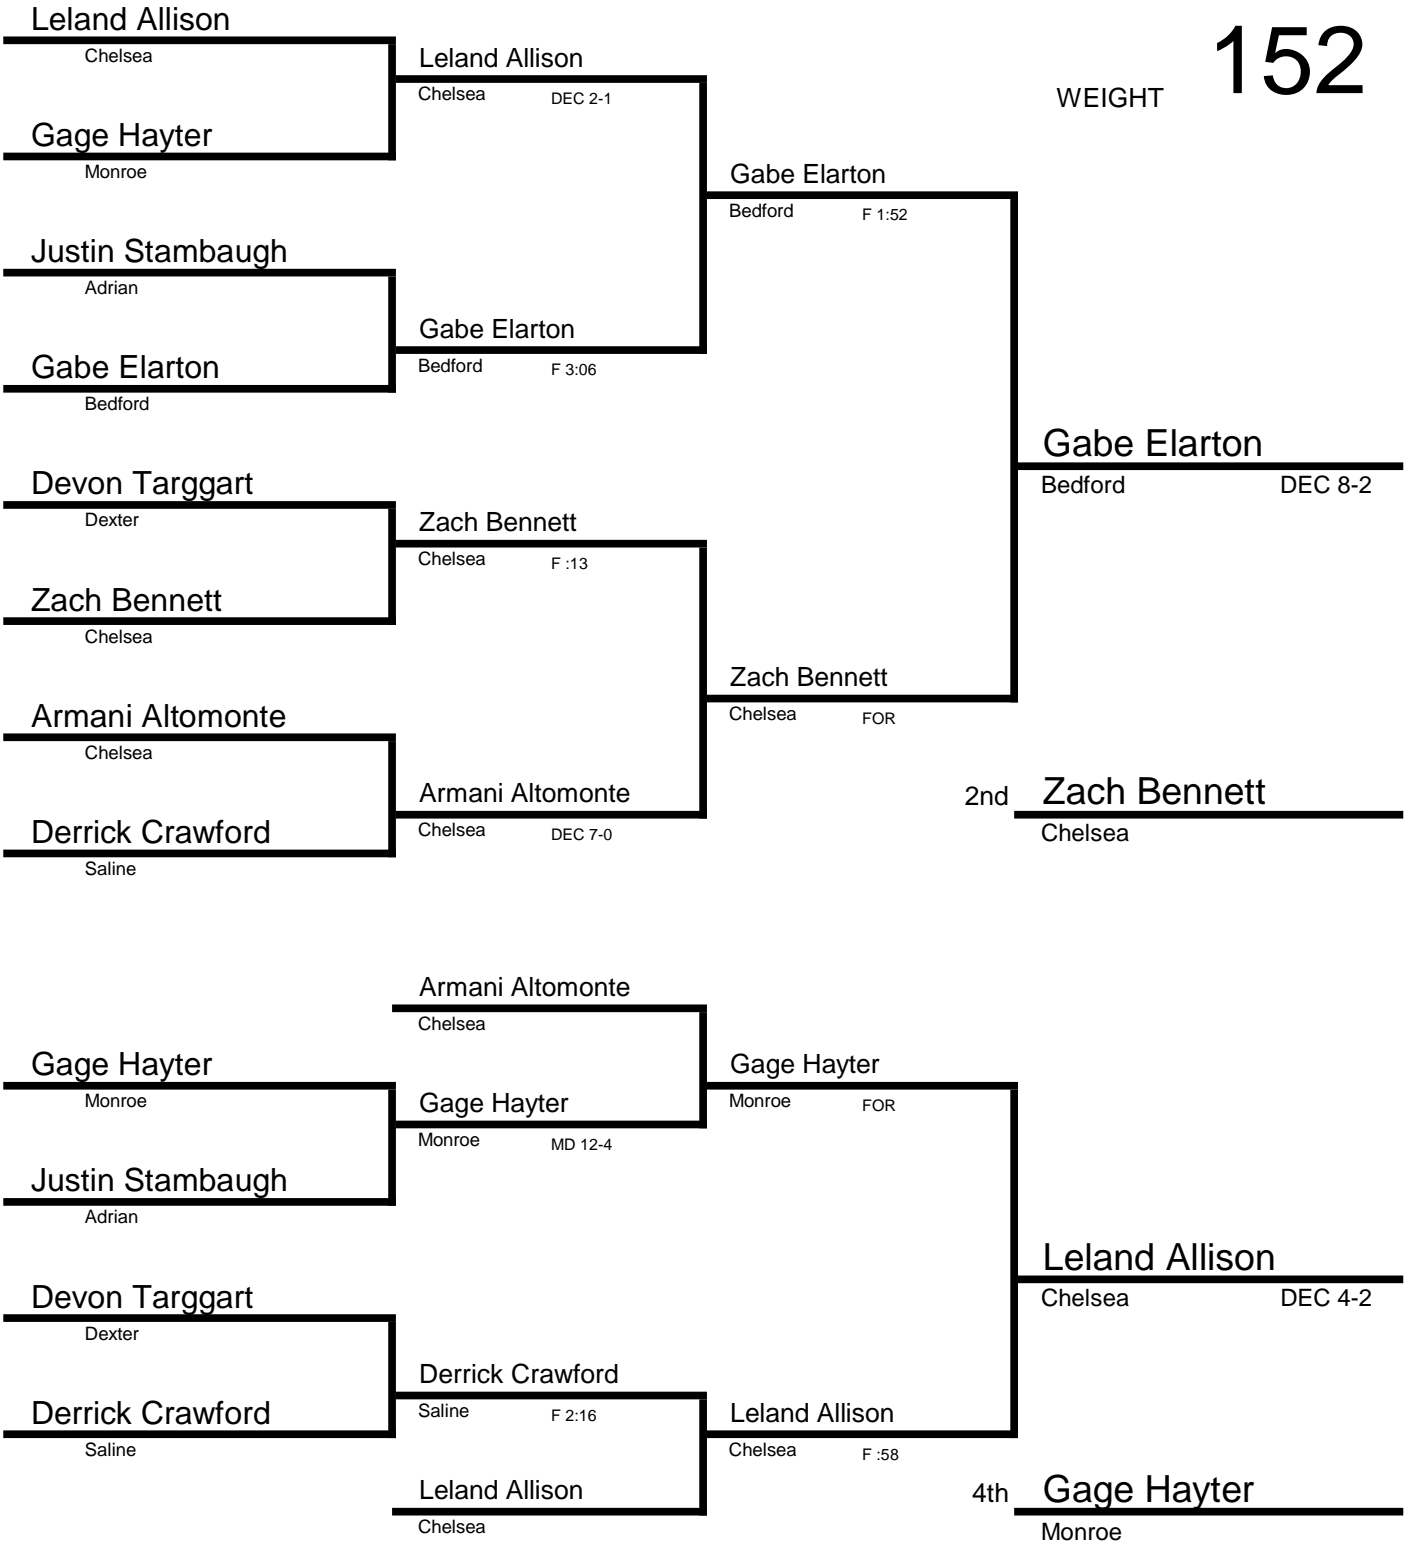 Leland Allison
Chelsea
Leland Allison
Chelsea DEC 2-1
WEIGHT 152
Gage Hayter
Monroe
Gabe Elarton
Bedford F 1:52
Justin Stambaugh
Adrian
Gabe Elarton
Bedford F 3:06
Gabe Elarton
Bedford
Gabe Elarton
Bedford DEC 8-2
Devon Targgart
Dexter
Zach Bennett
Chelsea F :13
Zach Bennett
Chelsea
Zach Bennett
Chelsea FOR
Armani Altomonte
Chelsea
Armani Altomonte
Chelsea DEC 7-0
2nd Zach Bennett
Chelsea
Derrick Crawford
Saline
Armani Altomonte
Chelsea
Gage Hayter
Monroe
Gage Hayter
Monroe FOR
Gage Hayter
Monroe MD 12-4
Justin Stambaugh
Adrian
Leland Allison
Chelsea DEC 4-2
Devon Targgart
Dexter
Derrick Crawford
Saline F 2:16
Derrick Crawford
Saline
Leland Allison
Chelsea F :58
Leland Allison
Chelsea
4th Gage Hayter
Monroe